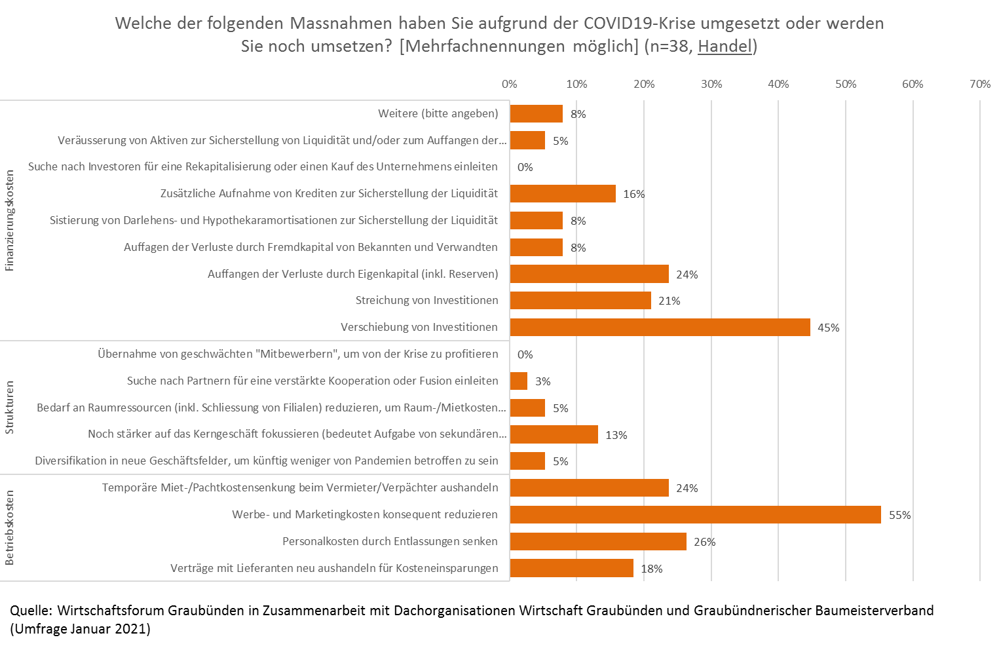 Welche der folgenden Massnahmen haben Sie aufgrund der COVID19-Krise umgesetzt oder werden
Sie noch umsetzen? [Mehrfachnennungen möglich] (n=38, Handel)
0% 10% 20% 30% 40% 50% 60% 70%
Finanzierungskosten
Weitere (bitte angeben) 8%
Veräusserung von Aktiven zur Sicherstellung von Liquidität und/oder zum Auffangen der... 5%
Suche nach Investoren für eine Rekapitalisierung oder einen Kauf des Unternehmens einleiten 0%
Zusätzliche Aufnahme von Krediten zur Sicherstellung der Liquidität 16%
Sistierung von Darlehens- und Hypothekaramortisationen zur Sicherstellung der Liquidität 8%
Auffagen der Verluste durch Fremdkapital von Bekannten und Verwandten 8%
Auffangen der Verluste durch Eigenkapital (inkl. Reserven) 24%
Streichung von Investitionen 21%
Verschiebung von Investitionen 45%
Strukturen
Übernahme von geschwächten "Mitbewerbern", um von der Krise zu profitieren 0%
Suche nach Partnern für eine verstärkte Kooperation oder Fusion einleiten 3%
Bedarf an Raumressourcen (inkl. Schliessung von Filialen) reduzieren, um Raum-/Mietkosten... 5%
Noch stärker auf das Kerngeschäft fokussieren (bedeutet Aufgabe von sekundären... 13%
Diversifikation in neue Geschäftsfelder, um künftig weniger von Pandemien betroffen zu sein 5%
Betriebskosten
Temporäre Miet-/Pachtkostensenkung beim Vermieter/Verpächter aushandeln 24%
Werbe- und Marketingkosten konsequent reduzieren 55%
Personalkosten durch Entlassungen senken 26%
Verträge mit Lieferanten neu aushandeln für Kosteneinsparungen 18%
Quelle: Wirtschaftsforum Graubünden in Zusammenarbeit mit Dachorganisationen Wirtschaft Graubünden und Graubündnerischer Baumeisterverband
(Umfrage Januar 2021)